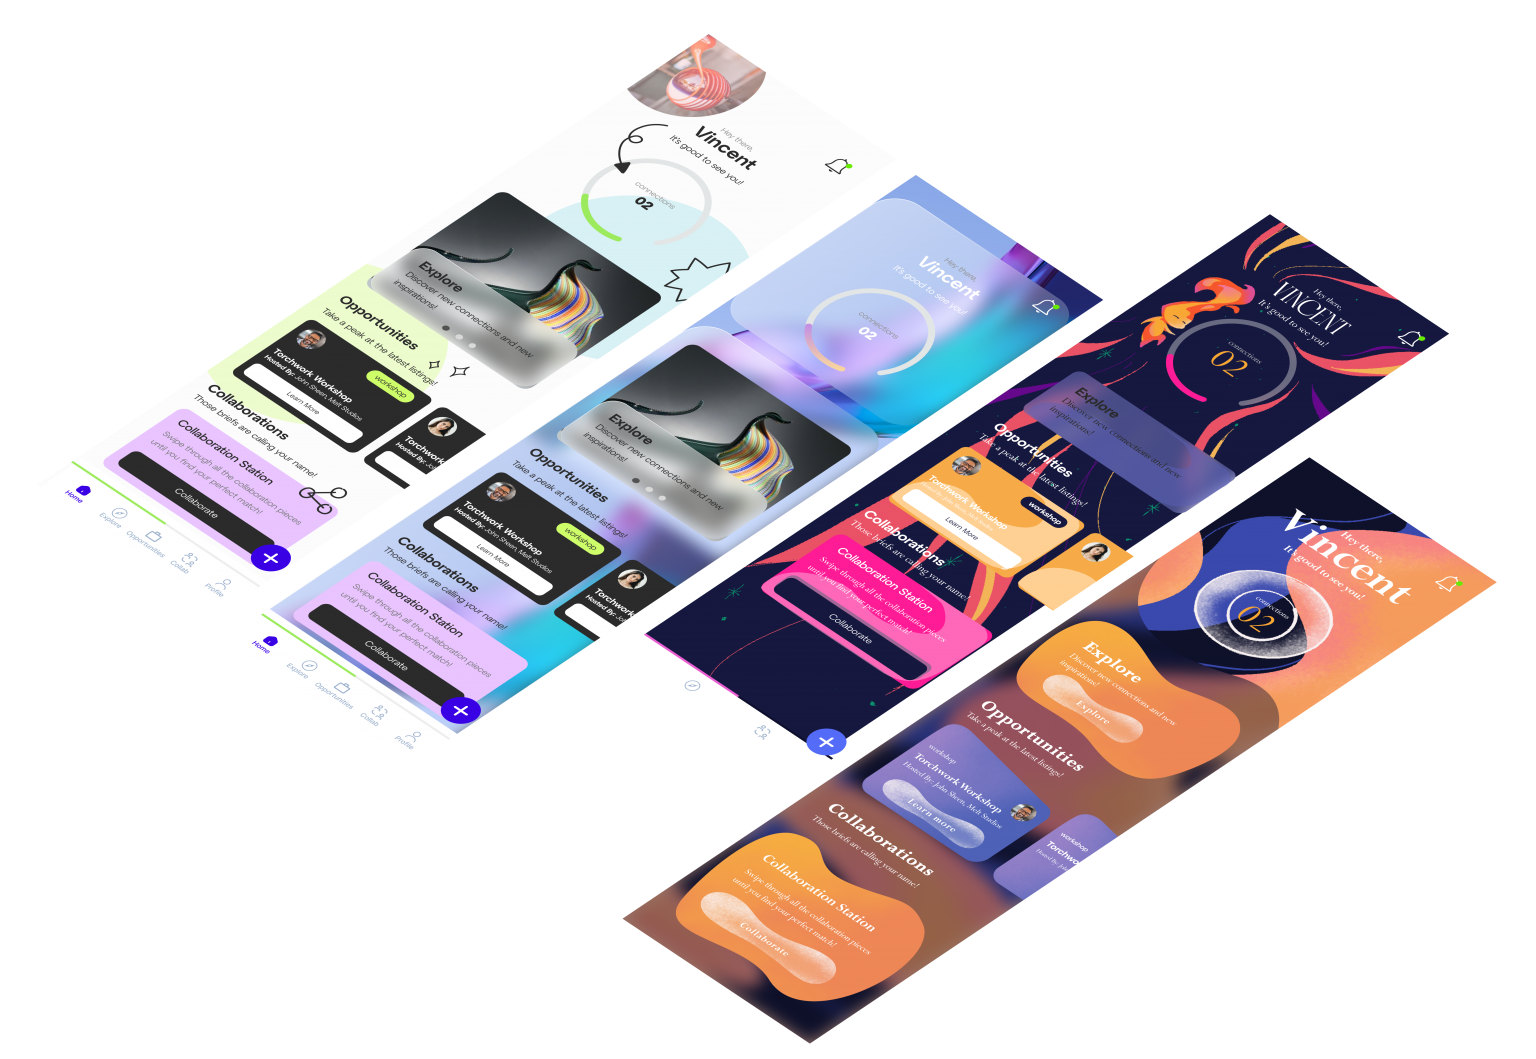 Hey there,
Vincent
It's good to see you!
connections
02
Explore
Discover new connections and new
inspirations!
Opportunities
Take a peak at the latest listings!
Torchwork Workshop
Hosted By: John Sheen, Melt Studios
workshop
Learn More
Torchwork
Hosted By: Jo
Collaborations
Those briefs are calling your name!
Collaboration Station
Swipe through all the collaboration pieces
until you find your perfect match!
Collaborate
Home
Explore
Opportunities
Collab
Profile
Hey there,
Vincent
It's good to see you!
connections
02
Explore
Discover new connections and new
inspirations!
Opportunities
Take a peak at the latest listings!
Torchwork Workshop
Hosted By: John Sheen, Melt Studios
workshop
Learn More
Torchwork
Hosted By: Jo
Collaborations
Those briefs are calling your name!
Collaboration Station
Swipe through all the collaboration pieces
until you find your perfect match!
Collaborate
Home
Explore
Opportunities
Collab
Profile
Hey there,
VINCENT
It's good to see you!
connections
02
Explore
Discover new connections and new
inspirations!
Opportunities
Take a peak at the latest listings!
Torchwork Workshop
workshop
Learn More
Collaborations
Those briefs are calling your name!
Collaboration Station
Swipe through all the collaboration pieces
until you find your perfect match!
Collaborate
Hey there,
Vincent
It's good to see you!
connections
02
Explore
Discover new connections and new
inspirations!
Explore
Opportunities
Take a peak at the latest listings!
workshop
Torchwork Workshop
Hosted By: John Sheen, Melt Studios
Learn more
workshop
Torchwo
Hosted By: Joh
Collaborations
Those briefs are calling your name!
Collaboration Station
Swipe through all the collaboration pieces
until you find your perfect match!
Collaborate